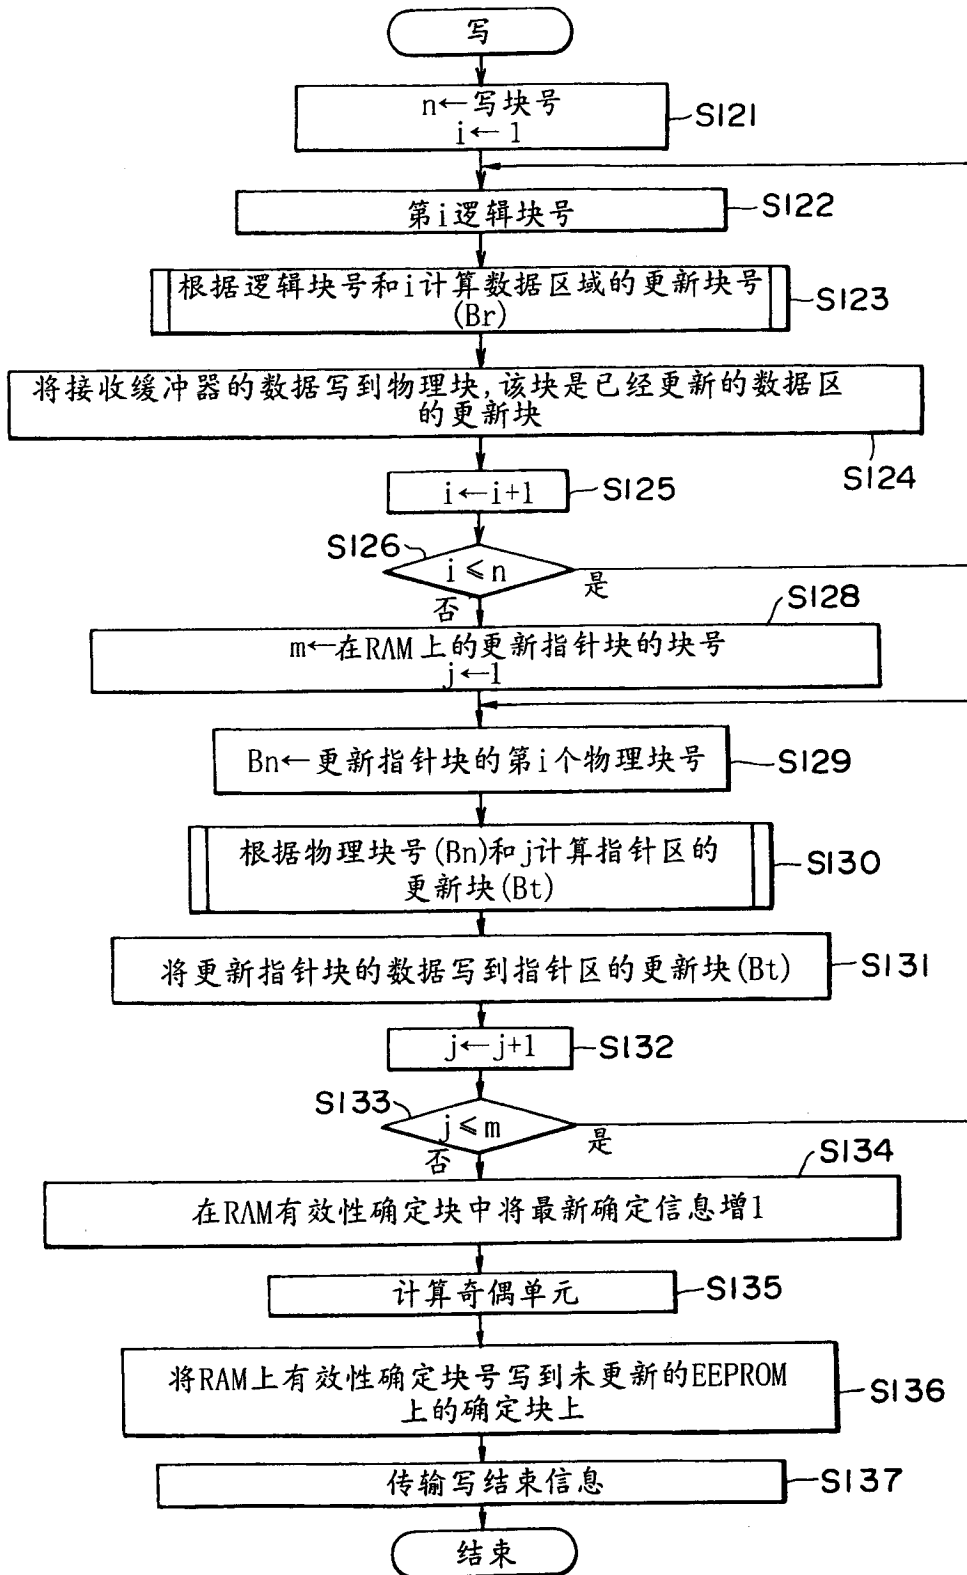 写
n←写块号
i←1
S121
第i逻辑块号
S122
根据逻辑块号和i计算数据区域的更新块号
(Br)
S123
将接收缓冲器的数据写到物理块,该块是已经更新的数据区
的更新块
S124
i←i+1
S125
S126
i≤n
是
否
S128
m←在RAM上的更新指针块的块号
j←1
Bn←更新指针块的第i个物理块号
S129
根据物理块号(Bn)和j计算指针区的
更新块(Bt)
S130
将更新指针块的数据写到指针区的更新块(Bt)
S131
j←j+1
S132
S133
j≤m
是
否
S134
在RAM有效性确定块中将最新确定信息增1
计算奇偶单元
S135
将RAM上有效性确定块号写到未更新的EEPROM
上的确定块上
S136
传输写结束信息
S137
结束